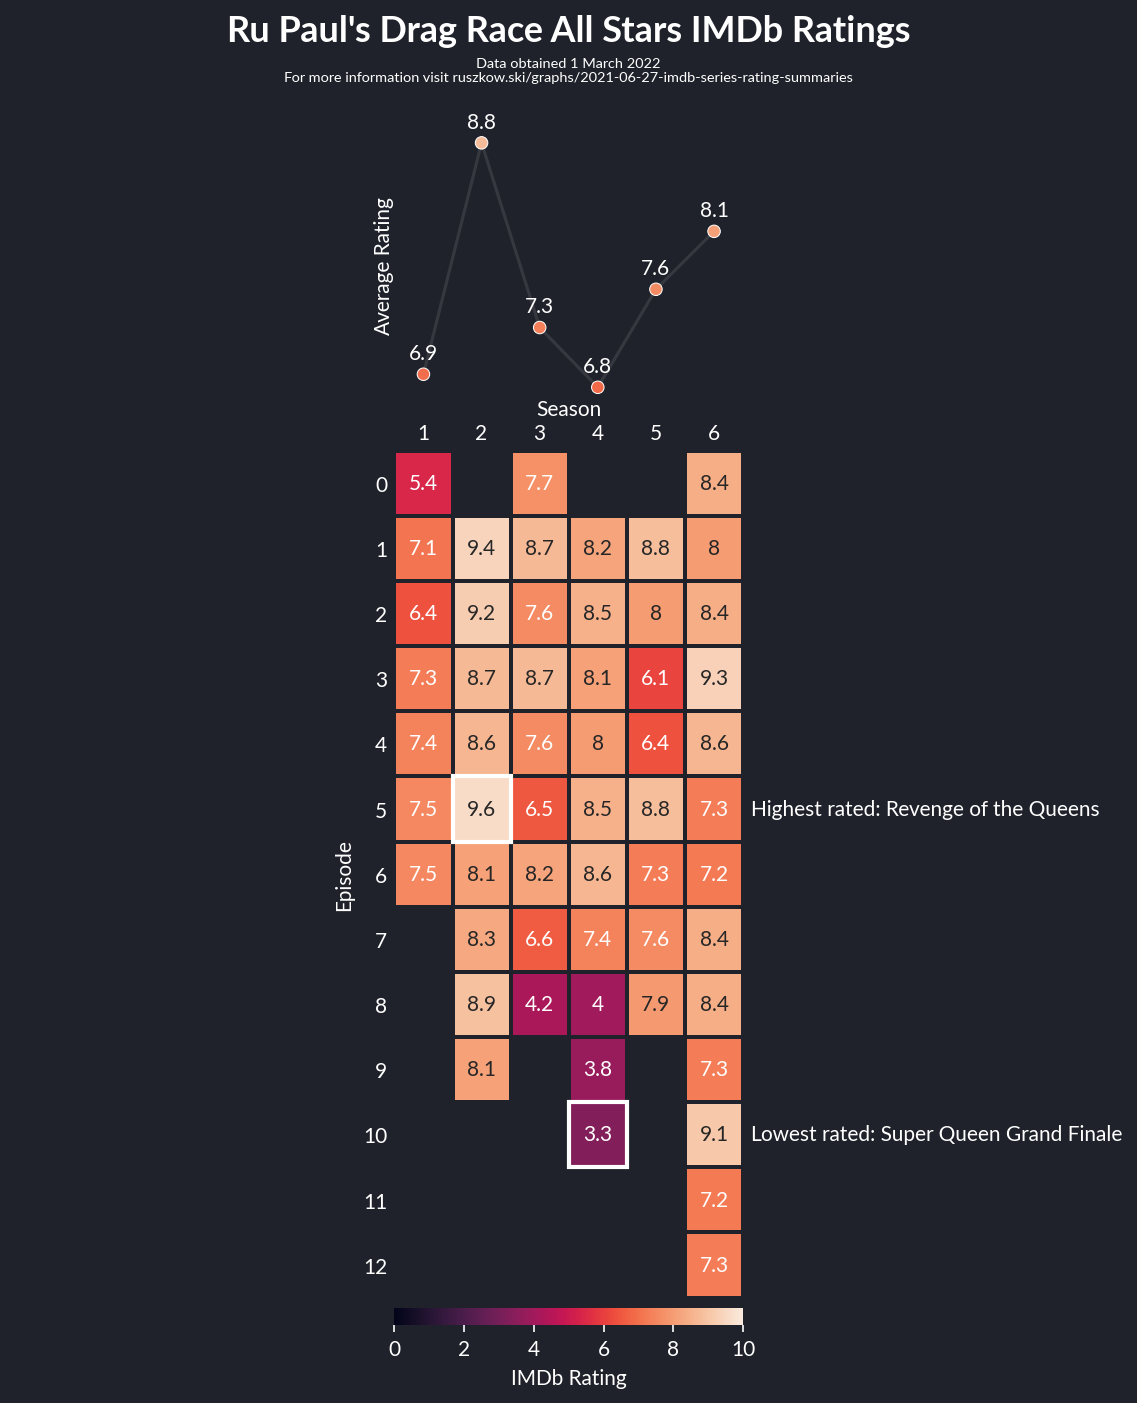 Ru Paul's Drag Race All Stars IMDb Ratings
Data obtained 1 March 2022
For more information visit ruszkow.ski/graphs/2021-06-27-imdb-series-rating-summaries
8.8
8.1
7.6
7.3
6.9
6.8
Average Rating
Season
1 2 3 4 5 6
0 5.4 7.7 8.4
1 7.1 9.4 8.7 8.2 8.8 8
2 6.4 9.2 7.6 8.5 8 8.4
3 7.3 8.7 8.7 8.1 6.1 9.3
4 7.4 8.6 7.6 8 6.4 8.6
5 7.5 9.6 6.5 8.5 8.8 7.3 Highest rated: Revenge of the Queens
Episode
6 7.5 8.1 8.2 8.6 7.3 7.2
7 8.3 6.6 7.4 7.6 8.4
8 8.9 4.2 4 7.9 8.4
9 8.1 3.8 7.3
10 3.3 9.1 Lowest rated: Super Queen Grand Finale
11 7.2
12 7.3
0 2 4 6 8 10
IMDb Rating